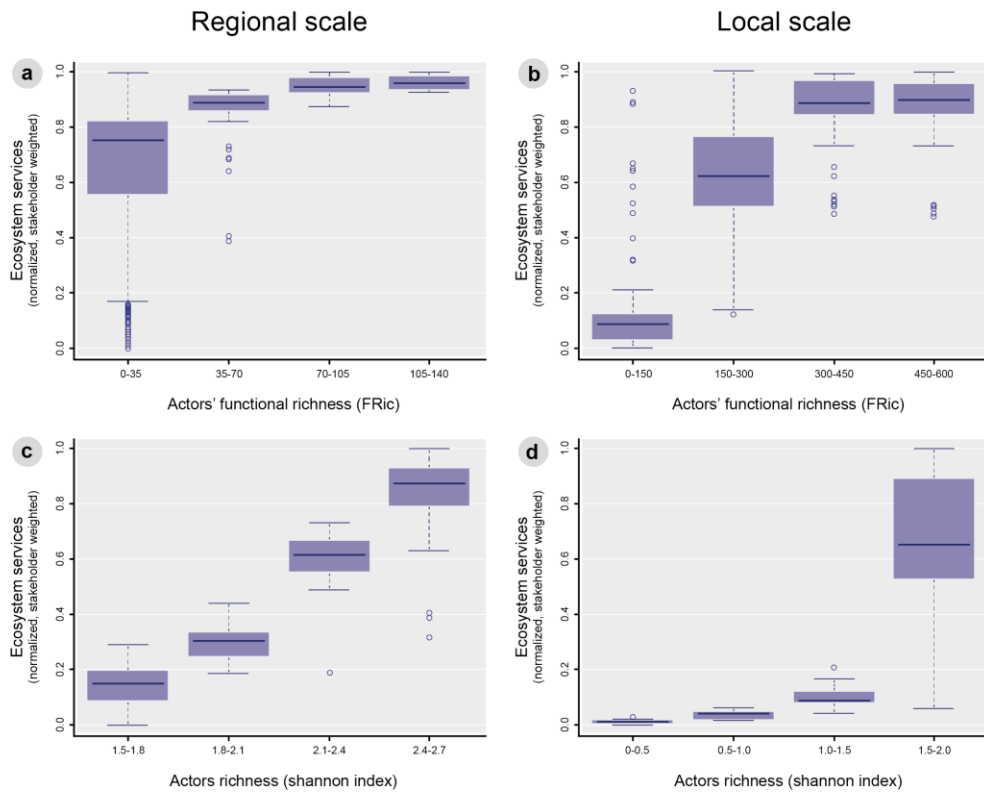 Regional scale
Local scale
a
Ecosystem services
(normalized, stakeholder weighted)
1.0
0.8
0.6
0.4
0.2
0.0
0-35
35-70
70-105
105-140
Actors' functional richness (FRic)
b
Ecosystem services
(normalized, stakeholder weighted)
1.0
0.8
0.6
0.4
0.2
0.0
0-150
150-300
300-450
450-600
Actors' functional richness (FRic)
c
Ecosystem services
(normalized, stakeholder weighted)
1.0
0.8
0.6
0.4
0.2
0.0
1.5-1.8
1.8-2.1
2.1-2.4
2.4-2.7
Actors richness (shannon index)
d
Ecosystem services
(normalized, stakeholder weighted)
1.0
0.8
0.6
0.4
0.2
0.0
0-0.5
0.5-1.0
1.0-1.5
1.5-2.0
Actors richness (shannon index)